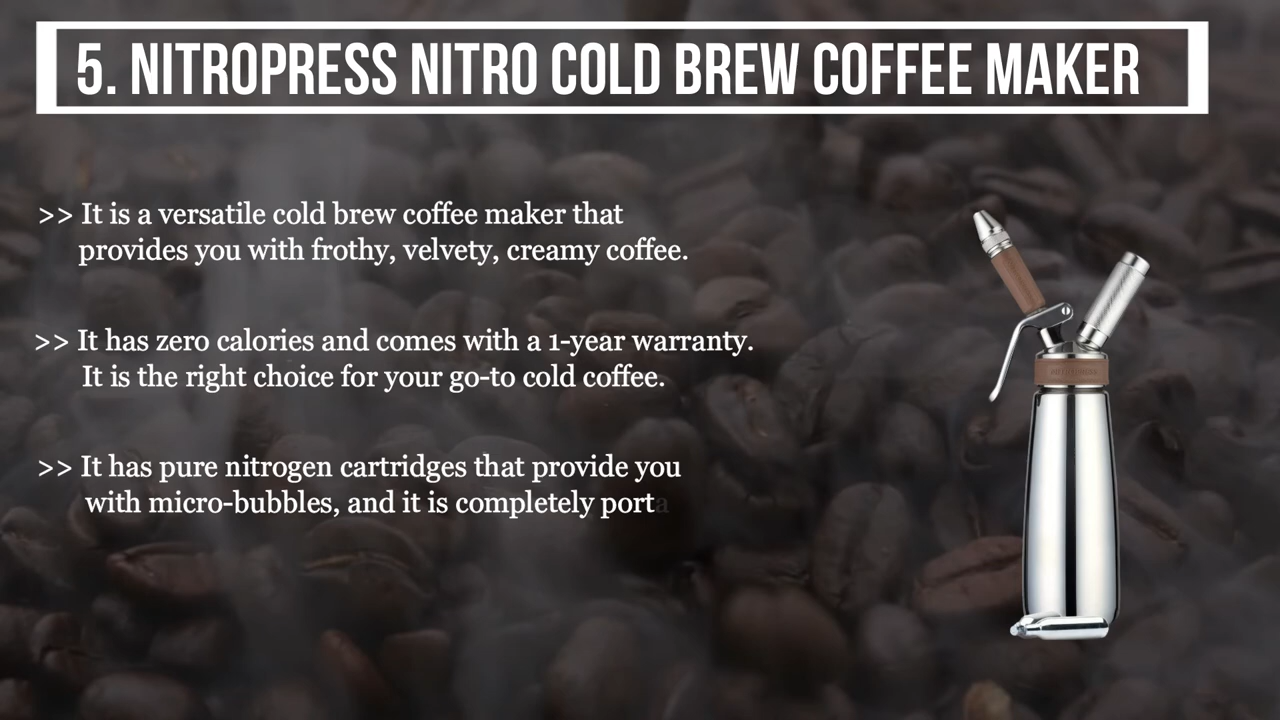 5. NITROPRESS NITRO COLD BREW COFFEE MAKER
>> It is a versatile cold brew coffee maker that
provides you with frothy, velvety, creamy coffee.
>> It has zero calories and comes with a 1-year warranty.
It is the right choice for your go-to cold coffee.
>> It has pure nitrogen cartridges that provide you
with micro-bubbles, and it is completely porta